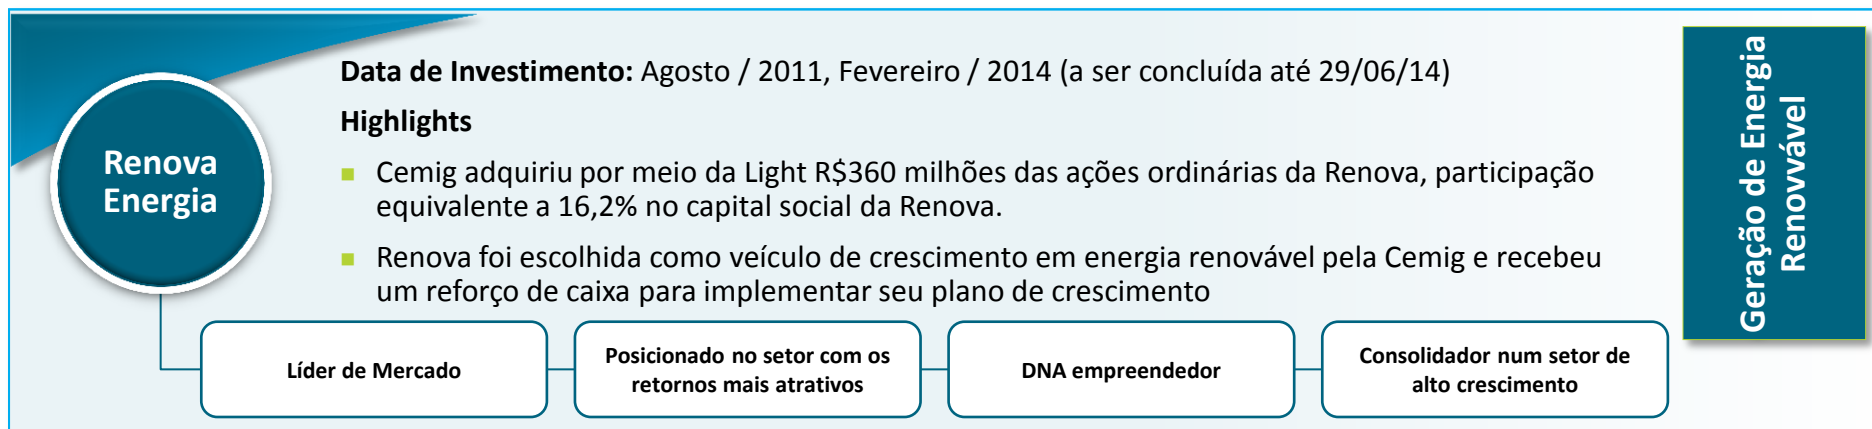 Data de Investimento: Agosto / 2011, Fevereiro / 2014 (a ser concluída até 29/06/14)
Highlights
Renova
Energia
Cemig adquiriu por meio da Light R$360 milhões das ações ordinárias da Renova, participação
equivalente a 16,2% no capital social da Renova.
Renova foi escolhida como veículo de crescimento em energia renovável pela Cemig e recebeu
um reforço de caixa para implementar seu plano de crescimento
Líder de Mercado
Posicionado no setor com os
retornos mais atrativos
DNA empreendedor
Consolidador num setor de
alto crescimento
Geração de Energia
Renovvável